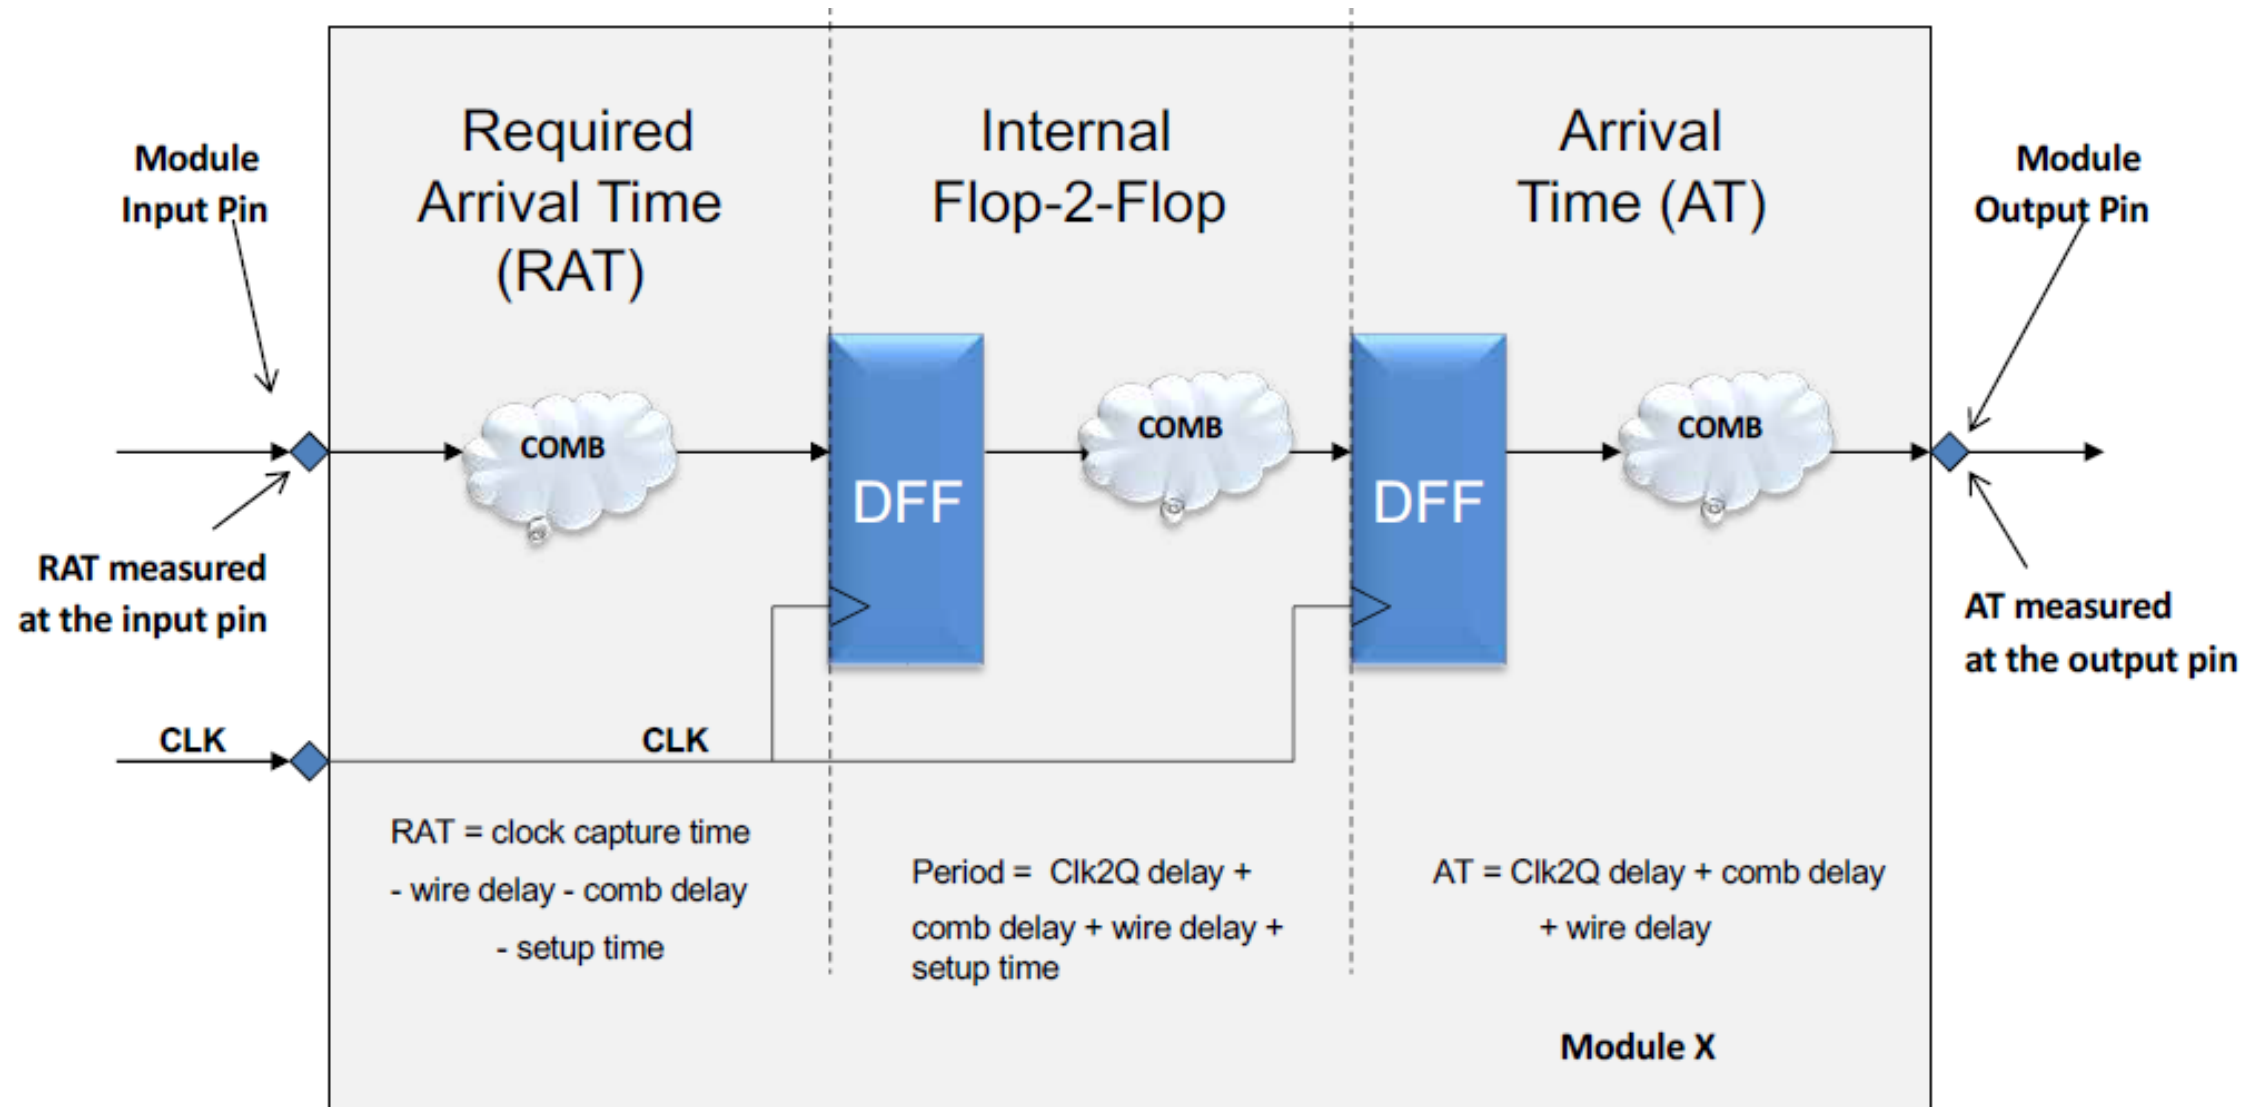 Module
Input Pin
Required
Arrival Time
(RAT)
Internal
Flop-2-Flop
Arrival
Time (AT)
Module
Output Pin
COMB
COMB
COMB
DFF
DFF
RAT measured
at the input pin
AT measured
at the output pin
CLK
CLK
RAT = clock capture time
- wire delay - comb delay
- setup time
Period = Clk2Q delay +
comb delay + wire delay +
setup time
AT = Clk2Q delay + comb delay
+ wire delay
Module X